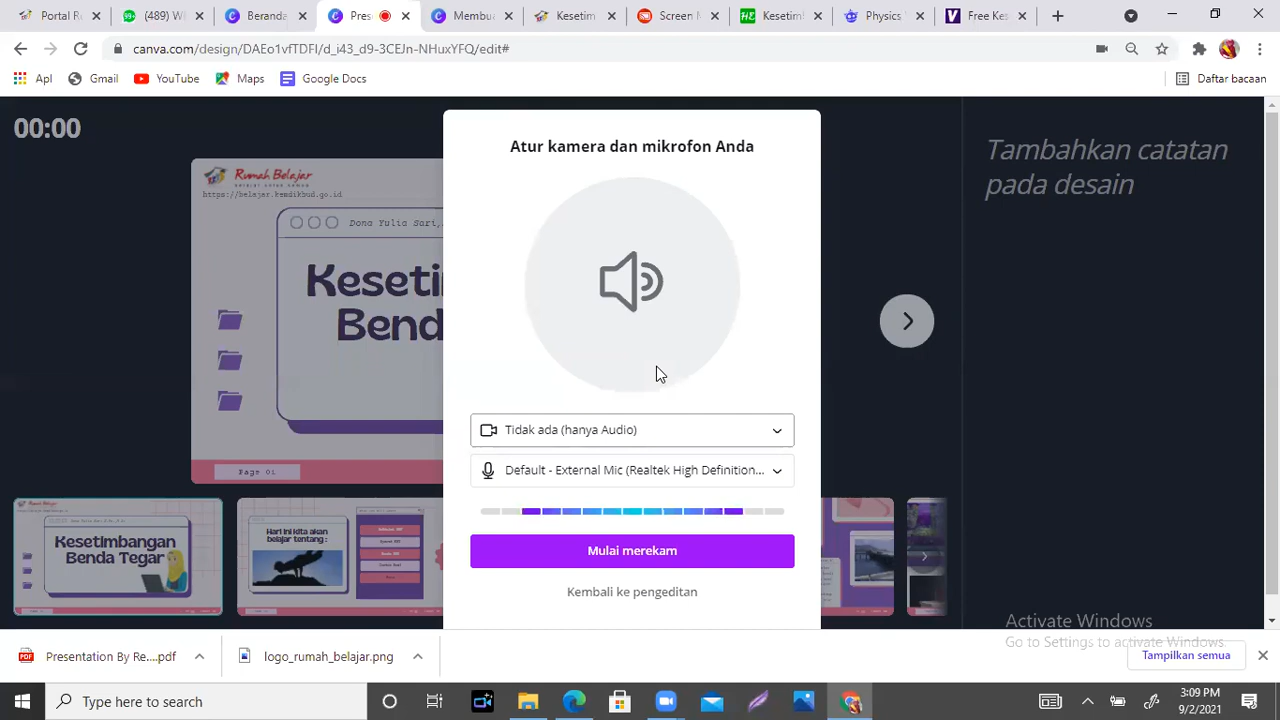 Portal R
(489) W
Beranda
Pres
Membu
Kesetim
Screen M
Kesetim
Physics
Free Kes
canva.com/design/DAEo1vfTDFI/d_i43_d9-3CEJn-NHuxYFQ/edit#
Apl
Gmail
YouTube
Maps
Google Docs
Daftar bacaan
00:00
Rumah Belajar
https://belajar.kemdikbud.go.id
Dona Yulia Sari,
Keseti
Benda
Page 01
Atur kamera dan mikrofon Anda
Tidak ada (hanya Audio)
Default - External Mic (Realtek High Definition...
Mulai merekam
Kembali ke pengeditan
Tambahkan catatan
pada desain
Kesetimbangan
Benda Tegar
Hari ini kita akan
belajar tentang :
Activate Windows
Go to Settings to activate Windows.
Presentation By Re....pdf
logo_rumah_belajar.png
Tampilkan semua
Type here to search
3:09 PM
9/2/2021